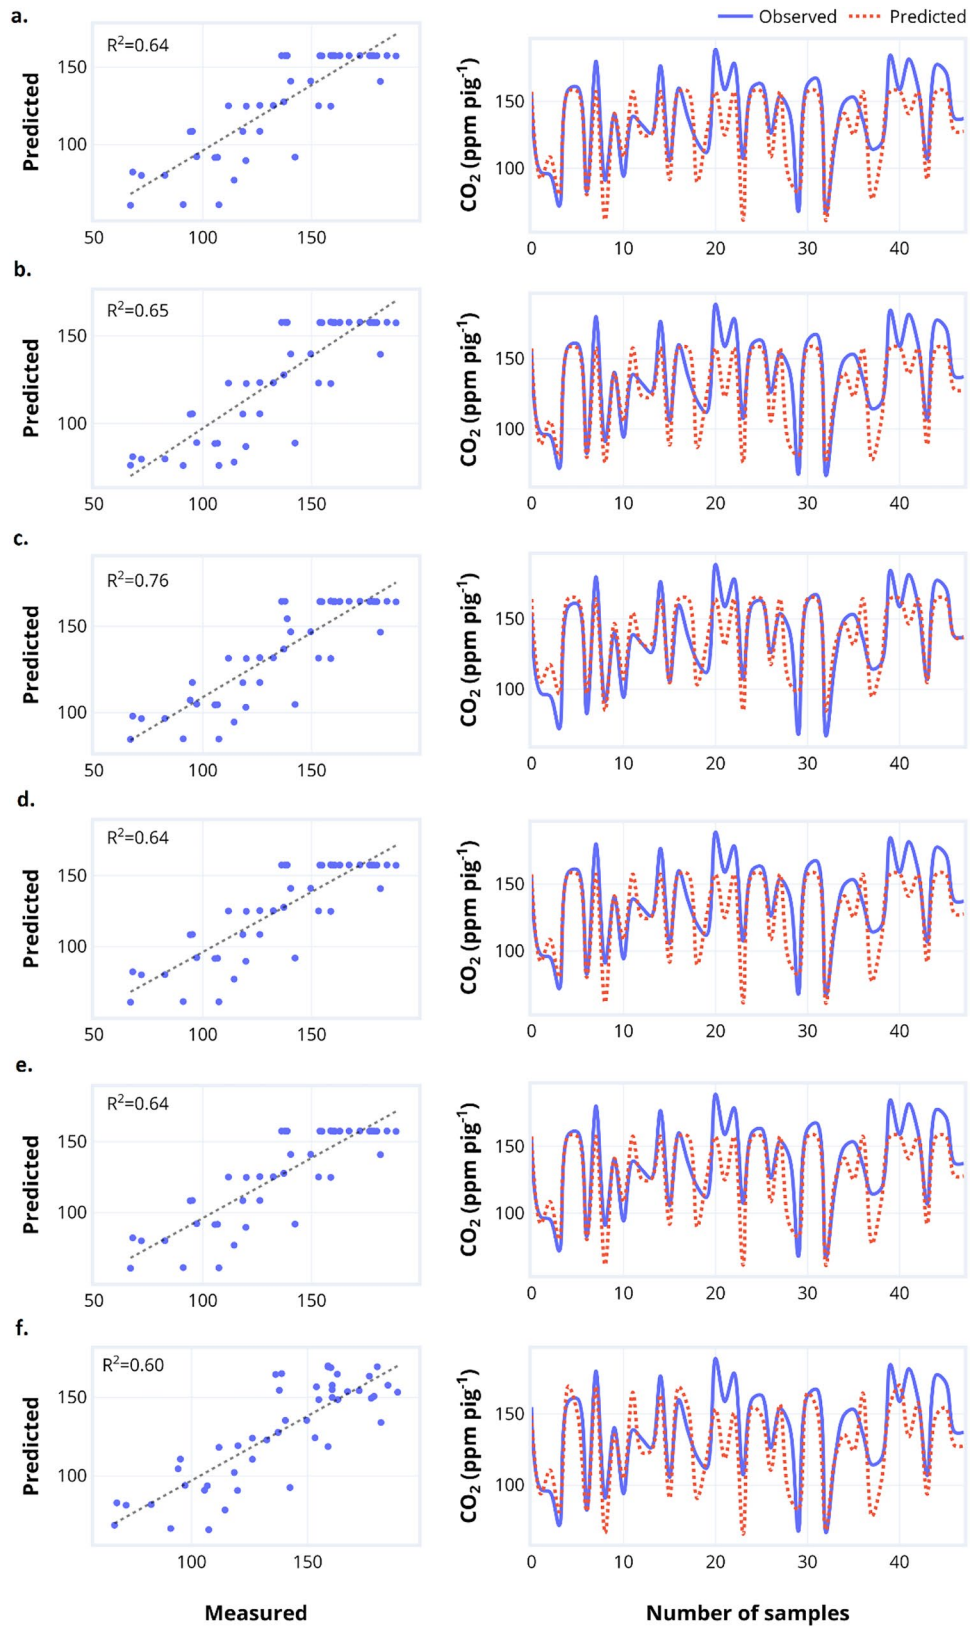 a.
Observed Predicted
R²=0.64
Predicted
150
100
50 100 150
CO₂ (ppm pig⁻¹)
150
100
0 10 20 30 40
b.
R²=0.65
Predicted
150
100
50 100 150
CO₂ (ppm pig⁻¹)
150
100
0 10 20 30 40
c.
R²=0.76
Predicted
150
100
50 100 150
CO₂ (ppm pig⁻¹)
150
100
0 10 20 30 40
d.
R²=0.64
Predicted
150
100
50 100 150
CO₂ (ppm pig⁻¹)
150
100
0 10 20 30 40
e.
R²=0.64
Predicted
150
100
50 100 150
CO₂ (ppm pig⁻¹)
150
100
0 10 20 30 40
f.
R²=0.60
Predicted
150
100
100 150
CO₂ (ppm pig⁻¹)
150
100
0 10 20 30 40
Measured
Number of samples